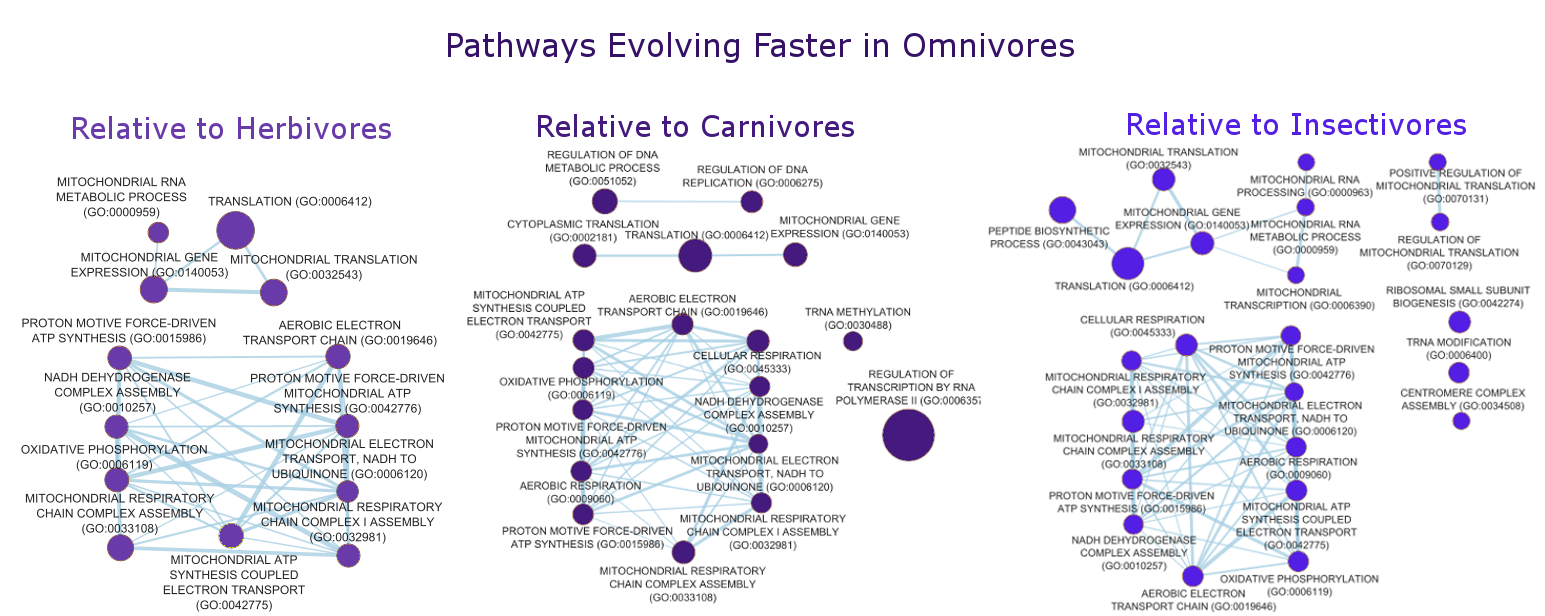 Pathways Evolving Faster in Omnivores
Relative to Herbivores
MITOCHONDRIAL RNA
METABOLIC PROCESS
(GO:0000959)
TRANSLATION (GO:0006412)
MITOCHONDRIAL GENE
EXPRESSION (GO:0140053)
MITOCHONDRIAL TRANSLATION
(GO:0032543)
PROTON MOTIVE FORCE-DRIVEN
ATP SYNTHESIS (GO:0015986)
AEROBIC ELECTRON
TRANSPORT CHAIN (GO:0019646)
NADH DEHYDROGENASE
COMPLEX ASSEMBLY
(GO:0010257)
PROTON MOTIVE FORCE-DRIVEN
MITOCHONDRIAL ATP
SYNTHESIS (GO:0042776)
OXIDATIVE PHOSPHORYLATION
(GO:0006119)
MITOCHONDRIAL ELECTRON
TRANSPORT, NADH TO
UBIQUINONE (GO:0006120)
MITOCHONDRIAL RESPIRATORY
CHAIN COMPLEX ASSEMBLY
(GO:0033108)
MITOCHONDRIAL RESPIRATORY
CHAIN COMPLEX I ASSEMBLY
(GO:0032981)
MITOCHONDRIAL ATP
SYNTHESIS COUPLED
ELECTRON TRANSPORT
(GO:0042775)
Relative to Carnivores
REGULATION OF DNA
METABOLIC PROCESS
(GO:0051052)
REGULATION OF DNA
REPLICATION (GO:0006275)
CYTOPLASMIC TRANSLATION
(GO:0002181)
TRANSLATION (GO:0006412)
MITOCHONDRIAL GENE
EXPRESSION (GO:0140053)
MITOCHONDRIAL ATP
SYNTHESIS COUPLED
ELECTRON TRANSPORT
(GO:0042775)
AEROBIC ELECTRON
TRANSPORT CHAIN (GO:0019646)
TRNA METHYLATION
(GO:0030488)
CELLULAR RESPIRATION
(GO:0045333)
OXIDATIVE PHOSPHORYLATION
(GO:0006119)
NADH DEHYDROGENASE
COMPLEX ASSEMBLY
(GO:0010257)
REGULATION OF
TRANSCRIPTION BY RNA
POLYMERASE II (GO:0006357
PROTON MOTIVE FORCE-DRIVEN
MITOCHONDRIAL ATP
SYNTHESIS (GO:0042776)
MITOCHONDRIAL ELECTRON
TRANSPORT, NADH TO
UBIQUINONE (GO:0006120)
AEROBIC RESPIRATION
(GO:0009060)
PROTON MOTIVE FORCE-DRIVEN
ATP SYNTHESIS (GO:0015986)
MITOCHONDRIAL RESPIRATORY
CHAIN COMPLEX I ASSEMBLY
(GO:0032981)
MITOCHONDRIAL RESPIRATORY
CHAIN COMPLEX ASSEMBLY
(GO:0033108)
Relative to Insectivores
MITOCHONDRIAL TRANSLATION
(GO:0032543)
MITOCHONDRIAL RNA
PROCESSING (GO:0000963)
POSITIVE REGULATION OF
MITOCHONDRIAL TRANSLATION
(GO:0070131)
PEPTIDE BIOSYNTHETIC
PROCESS (GO:0043043)
MITOCHONDRIAL GENE
EXPRESSION (GO:0140053)
MITOCHONDRIAL RNA
METABOLIC PROCESS
(GO:0000959)
REGULATION OF
MITOCHONDRIAL TRANSLATION
(GO:0070129)
TRANSLATION (GO:0006412)
MITOCHONDRIAL
TRANSCRIPTION (GO:0006390)
RIBOSOMAL SMALL SUBUNIT
BIOGENESIS (GO:0042274)
CELLULAR RESPIRATION
(GO:0045333)
PROTON MOTIVE FORCE-DRIVEN
MITOCHONDRIAL ATP
SYNTHESIS (GO:0042776)
TRNA MODIFICATION
(GO:0006400)
MITOCHONDRIAL RESPIRATORY
CHAIN COMPLEX I ASSEMBLY
(GO:0032981)
MITOCHONDRIAL ELECTRON
TRANSPORT, NADH TO
UBIQUINONE (GO:0006120)
CENTROMERE COMPLEX
ASSEMBLY (GO:0034508)
MITOCHONDRIAL RESPIRATORY
CHAIN COMPLEX ASSEMBLY
(GO:0033108)
AEROBIC RESPIRATION
(GO:0009060)
PROTON MOTIVE FORCE-DRIVEN
ATP SYNTHESIS (GO:0015986)
MITOCHONDRIAL ATP
SYNTHESIS COUPLED
ELECTRON TRANSPORT
(GO:0042775)
NADH DEHYDROGENASE
COMPLEX ASSEMBLY
(GO:0010257)
OXIDATIVE PHOSPHORYLATION
(GO:0006119)
AEROBIC ELECTRON
TRANSPORT CHAIN (GO:0019646)